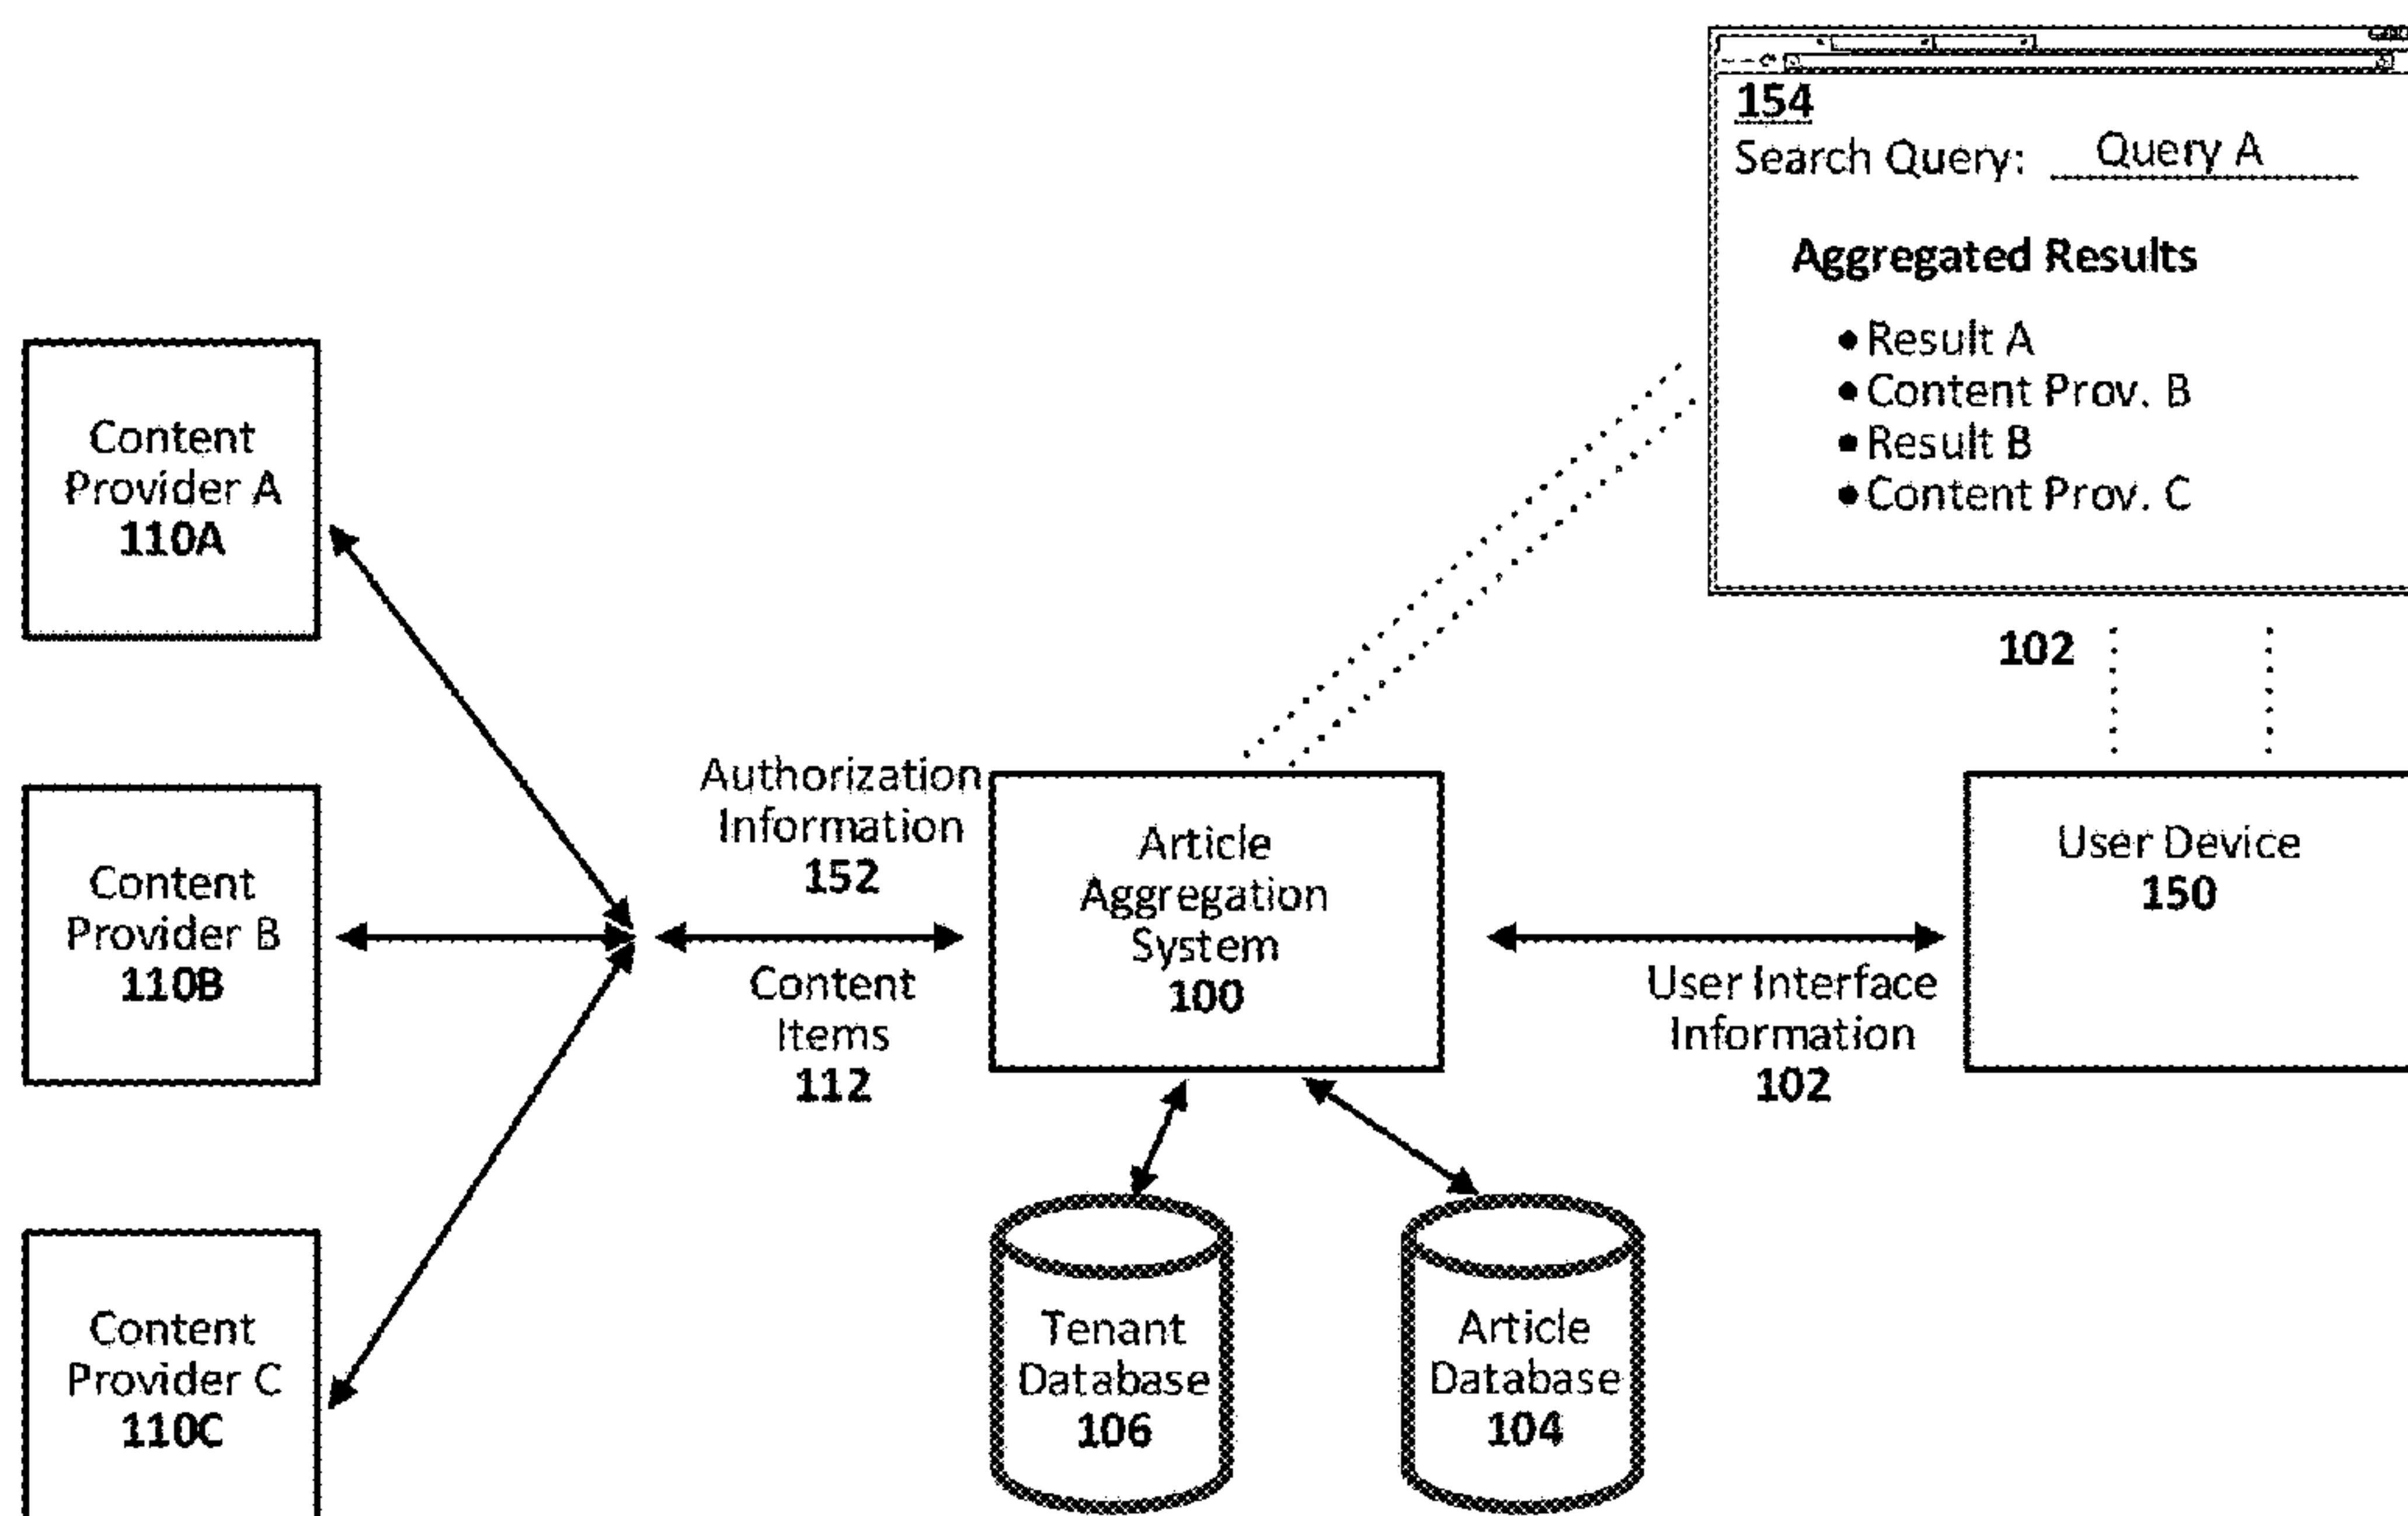 154
Search Query: Query A
Aggregated Results
• Result A
• Content Prov. B
• Result B
• Content Prov. C
102
Content
Provider A
110A
Content
Provider B
110B
Content
Provider C
110C
Authorization
Information
152
Content
Items
112
Article
Aggregation
System
100
User Interface
Information
102
User Device
150
Tenant
Database
106
Article
Database
104